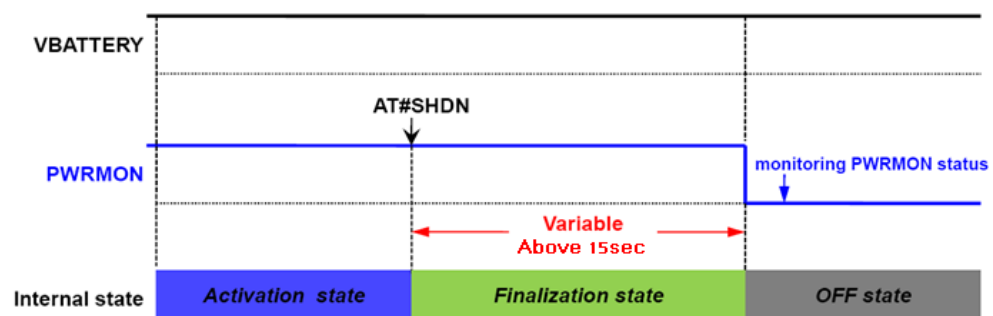 VBATTERY
AT#SHDN
PWRMON
monitoring PWRMON status
Variable
Above 15sec
Internal state
Activation state
Finalization state
OFF state